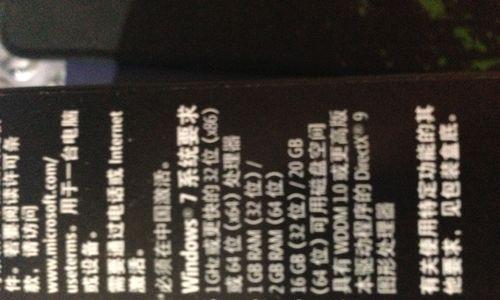 件。若要阅读许可条
款，请访问
www.microsoft.com/
useterms。用于一台电脑
或设备。
需要通过电话或 Internet
激活。
*必须在中国激活。
Windows® 7 系统要求
1 GHz 或更快的 32 位 (x86)
或 64 位 (x64) 处理器
1 GB RAM (32 位) /
2 GB RAM (64 位)
16 GB (32 位) / 20 GB
(64 位) 可用磁盘空间
具有 WDDM 1.0 或更高版
本驱动程序的 DirectX® 9
图形处理器
有关使用特定功能的其
他要求，见包装盒底。